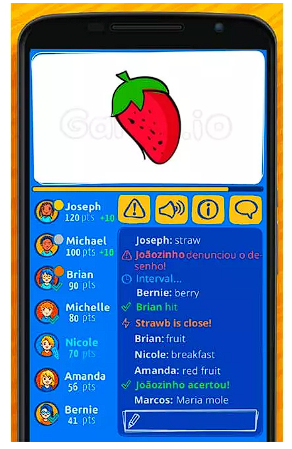 Gartic.io
Joseph
120 pts +10
Michael
100 pts +10
Brian
90 pts
Michelle
80 pts
Nicole
70 pts
Amanda
56 pts
Bernie
41 pts
Joseph: straw
Joãozinho denunciou o de-
senho!
Interval...
Bernie: berry
Brian hit
Strawb is close!
Brian: fruit
Nicole: breakfast
Amanda: red fruit
Joãozinho acertou!
Marcos: Maria mole